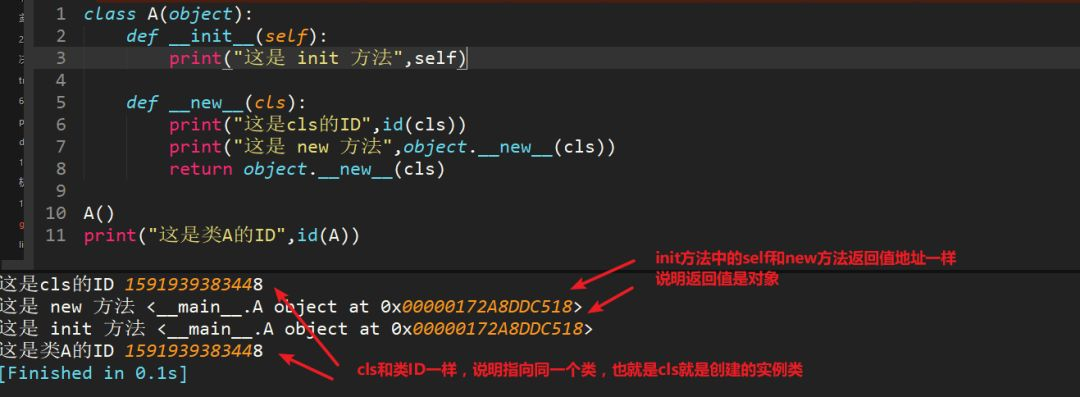 1 class A(object):
2 def __init__(self):
3 print("这是 init 方法",self)
4
5 def __new__(cls):
6 print("这是cls的ID",id(cls))
7 print("这是 new 方法",object.__new__(cls))
8 return object.__new__(cls)
9
10 A()
11 print("这是类A的ID",id(A))
init方法中的self和new方法返回值地址一样
说明返回值是对象
这是cls的ID 1591939383448
这是 new 方法 <__main__.A object at 0x00000172A8DDC518>
这是 init 方法 <__main__.A object at 0x00000172A8DDC518>
这是类A的ID 1591939383448
cls和类ID一样，说明指向同一个类，也就是cls就是创建的实例类
[Finished in 0.1s]